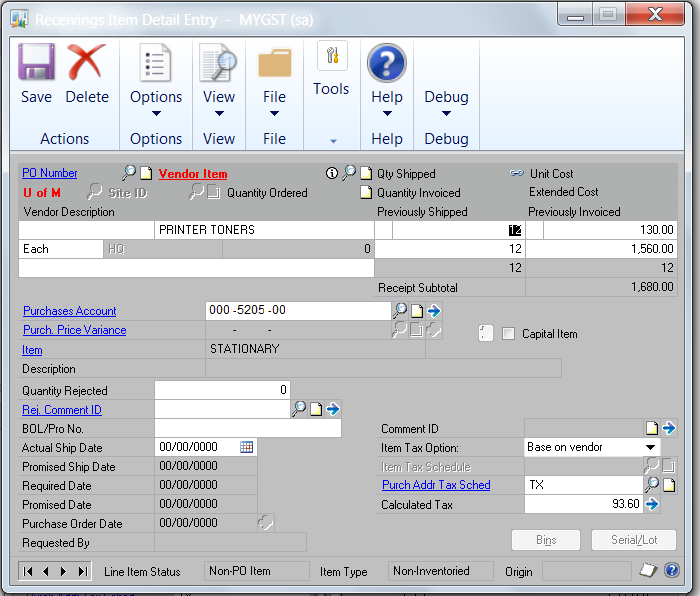 Receivings Item Detail Entry - MYGST (sa)
Save Delete Options View File Tools Help Debug
Actions Options View File Help Debug
PO Number Vendor Item Qty Shipped Unit Cost
U of M Site ID Quantity Ordered Quantity Invoiced Extended Cost
Vendor Description Previously Shipped Previously Invoiced
PRINTER TONERS 12 130.00
Each HQ 0 12 1,560.00
12 12
Receipt Subtotal 1,680.00
Purchases Account 000 -5205 -00
Purch. Price Variance - - Capital Item
Item STATIONARY
Description
Quantity Rejected 0
Rej. Comment ID
BOL/Pro No. Comment ID
Actual Ship Date 00/00/0000 Item Tax Option: Base on vendor
Promised Ship Date 00/00/0000 Item Tax Schedule
Required Date 00/00/0000 Purch Addr Tax Sched TX
Promised Date 00/00/0000 Calculated Tax 93.60
Purchase Order Date 00/00/0000
Requested By Bins Serial/Lot
Line Item Status Non-PO Item Item Type Non-Inventoried Origin